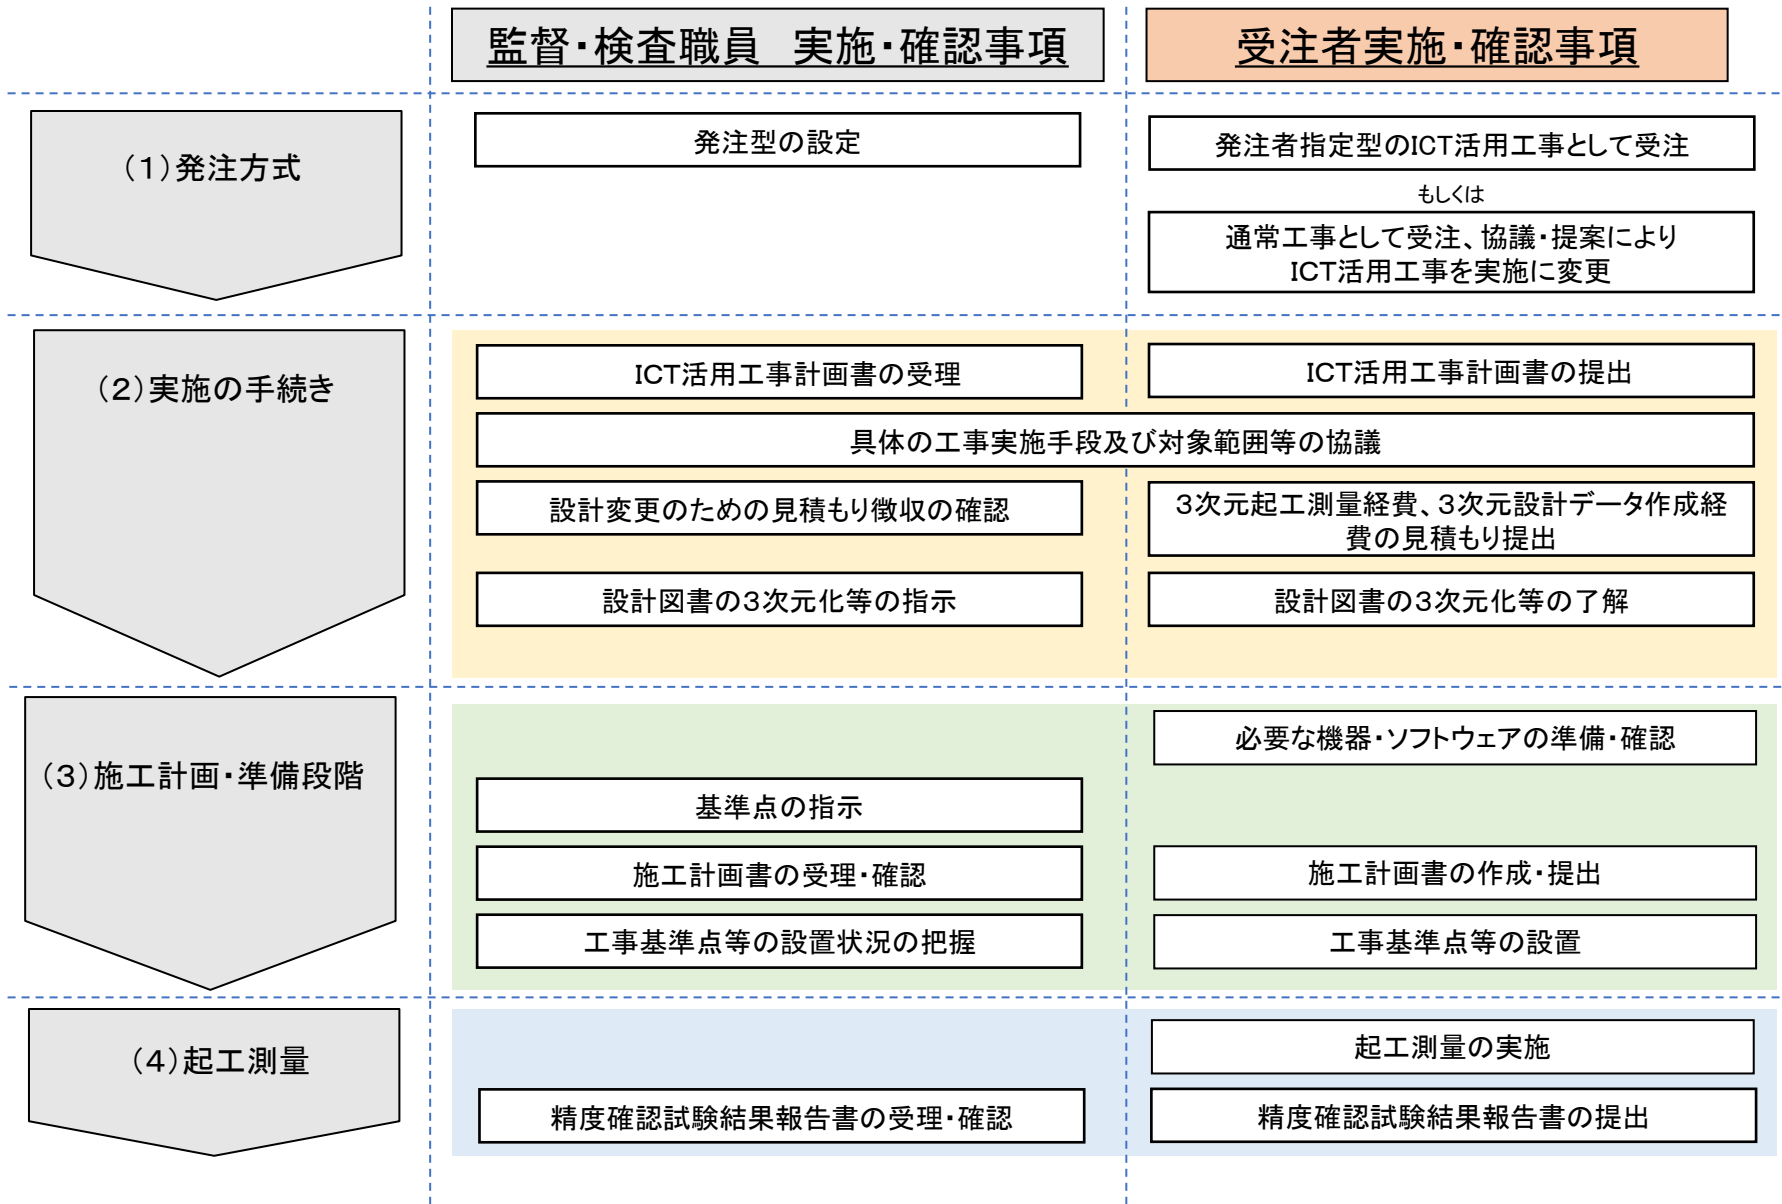 監督・検査職員　実施・確認事項
受注者実施・確認事項
（１）発注方式
発注型の設定
発注者指定型のICT活用工事として受注
もしくは
通常工事として受注、協議・提案により
ICT活用工事を実施に変更
（２）実施の手続き
ICT活用工事計画書の受理
ICT活用工事計画書の提出
具体の工事実施手段及び対象範囲等の協議
設計変更のための見積もり徴収の確認
３次元起工測量経費、３次元設計データ作成経
費の見積もり提出
設計図書の３次元化等の指示
設計図書の３次元化等の了解
（３）施工計画・準備段階
必要な機器・ソフトウェアの準備・確認
基準点の指示
施工計画書の受理・確認
施工計画書の作成・提出
工事基準点等の設置状況の把握
工事基準点等の設置
（４）起工測量
起工測量の実施
精度確認試験結果報告書の受理・確認
精度確認試験結果報告書の提出